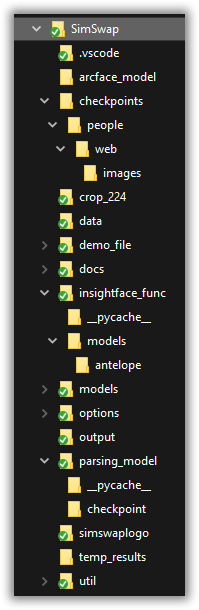 SimSwap
.vscode
arcface_model
checkpoints
people
web
images
crop_224
data
demo_file
docs
insightface_func
__pycache__
models
antelope
models
options
output
parsing_model
__pycache__
checkpoint
simswaplogo
temp_results
util